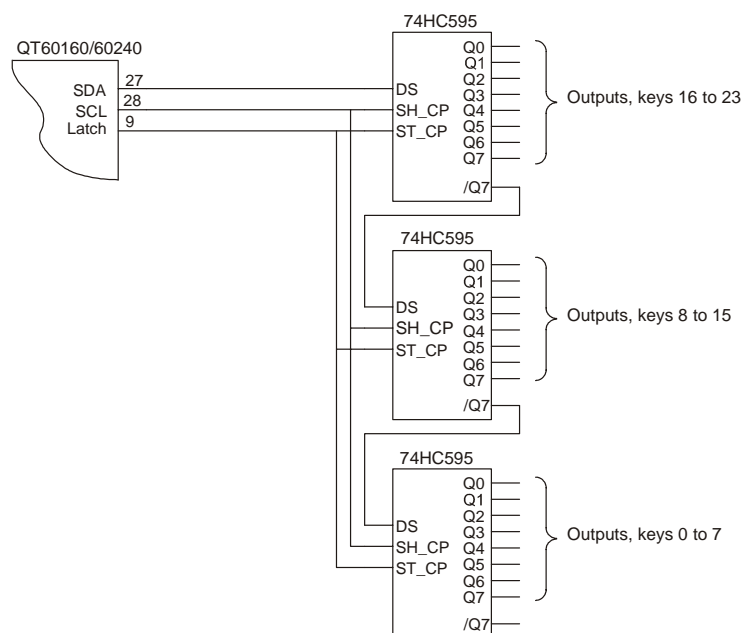 QT60160/60240
SDA
SCL
Latch
27
28
9
74HC595
DS
SH_CP
ST_CP
Q0
Q1
Q2
Q3
Q4
Q5
Q6
Q7
/Q7
Outputs, keys 16 to 23
74HC595
DS
SH_CP
ST_CP
Q0
Q1
Q2
Q3
Q4
Q5
Q6
Q7
/Q7
Outputs, keys 8 to 15
74HC595
DS
SH_CP
ST_CP
Q0
Q1
Q2
Q3
Q4
Q5
Q6
Q7
/Q7
Outputs, keys 0 to 7